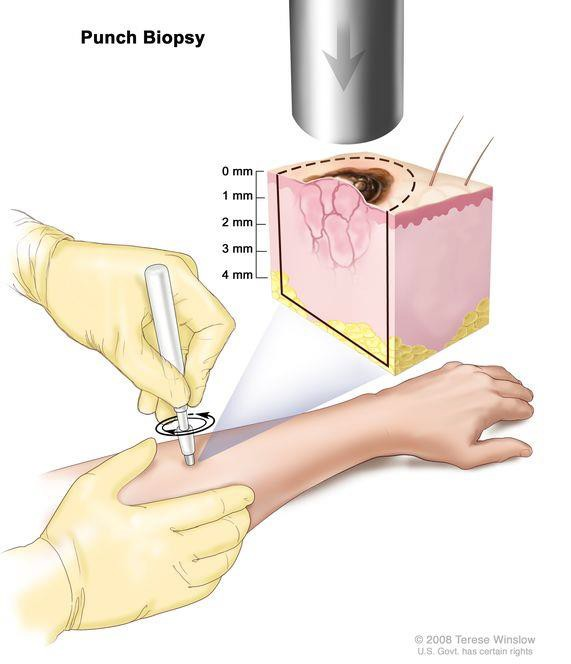 Punch Biopsy
0 mm
1 mm
2 mm
3 mm
4 mm
© 2008 Terese Winslow
U.S. Govt. has certain rights